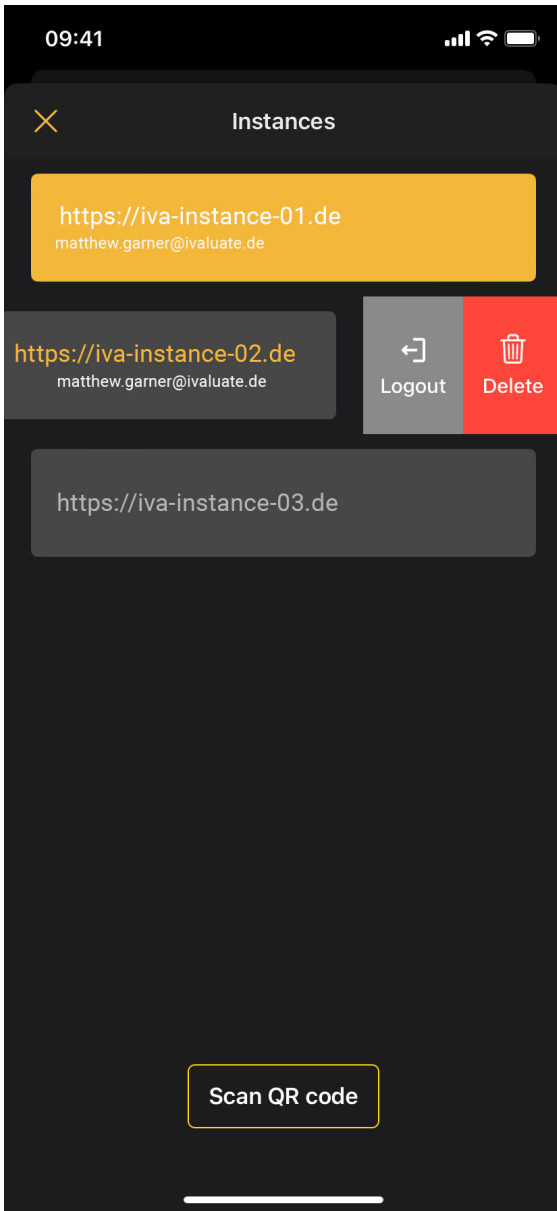 09:41
Instances
https://iva-instance-01.de
matthew.garner@ivaluate.de
https://iva-instance-02.de
matthew.garner@ivaluate.de
Logout
Delete
https://iva-instance-03.de
Scan QR code